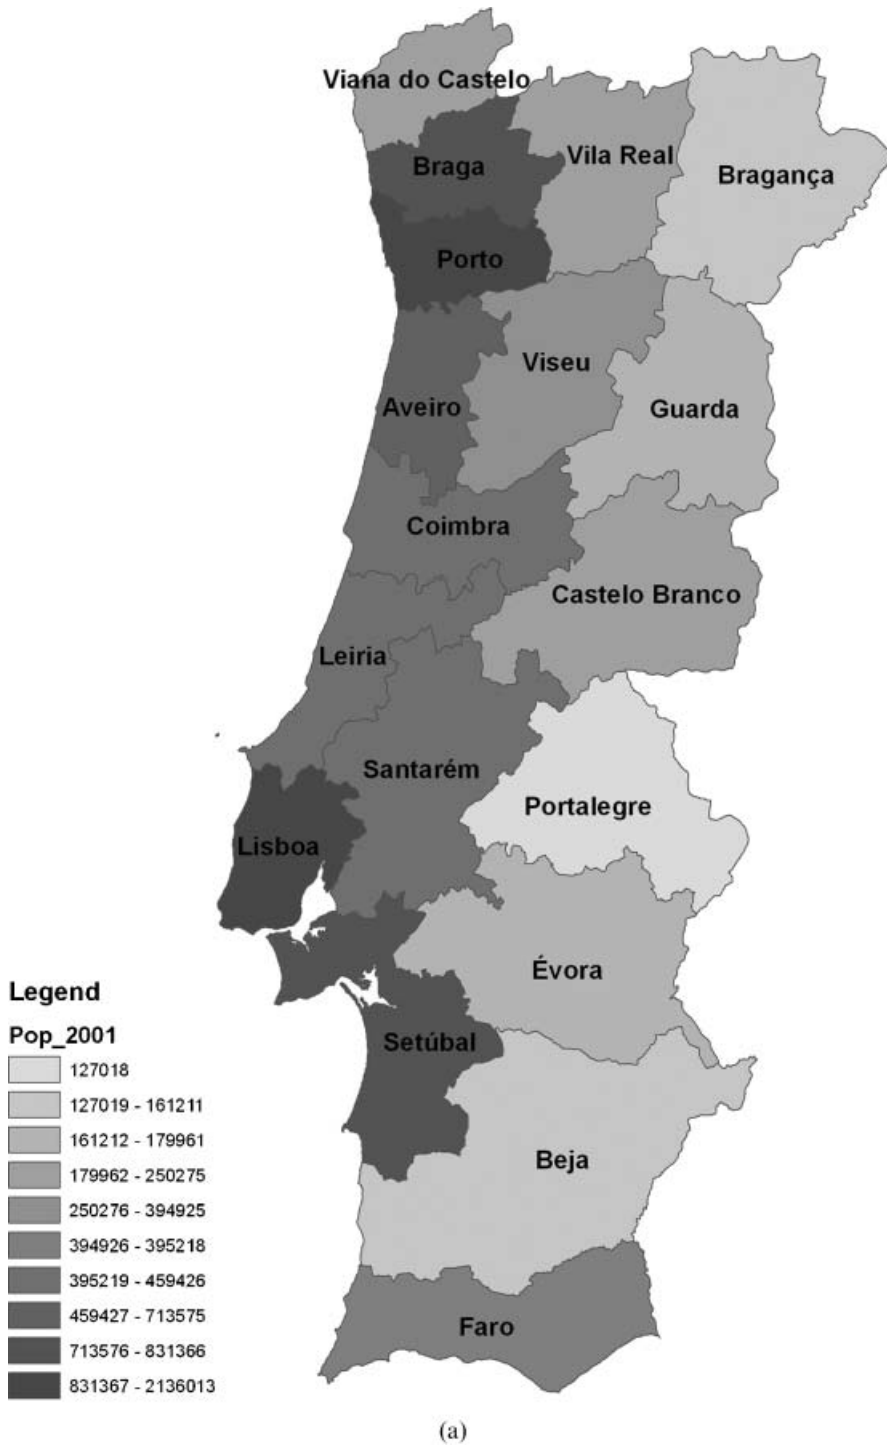 Viana do Castelo
Braga
Vila Real
Bragança
Porto
Viseu
Aveiro
Guarda
Coimbra
Castelo Branco
Leiria
Santarém
Portalegre
Lisboa
Évora
Setúbal
Beja
Faro
Legend
Pop_2001
127018
127019 - 161211
161212 - 179961
179962 - 250275
250276 - 394925
394926 - 395218
395219 - 459426
459427 - 713575
713576 - 831366
831367 - 2136013
(a)